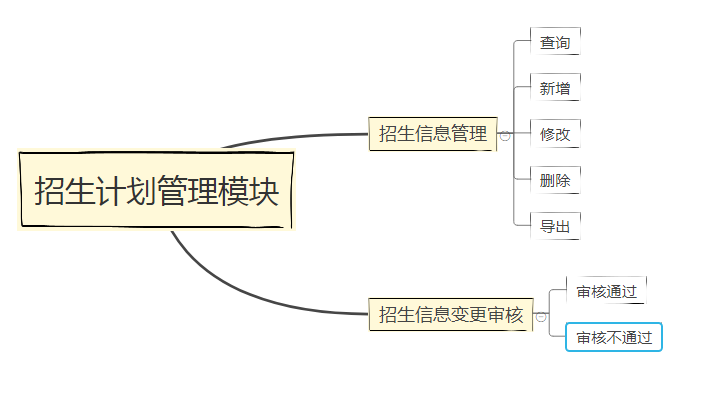 招生计划管理模块
招生信息管理
查询
新增
修改
删除
导出
招生信息变更审核
审核通过
审核不通过